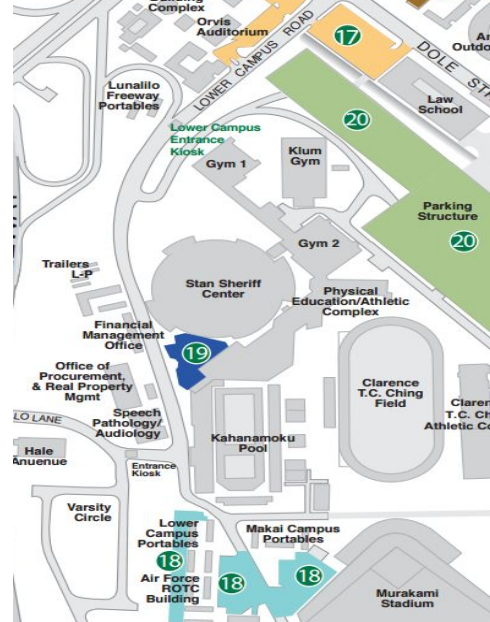 Complex
Orvis
Auditorium
17
LOWER CAMPUS ROAD
DOLE
Lunalilo
Freeway
Portables
Law
School
20
Lower Campus
Entrance
Kiosk
Gym 1
Klum
Gym
Parking
Structure
20
Gym 2
Trailers
L-P
Stan Sheriff
Center
Physical
Education/Athletic
Complex
Financial
Management
Office
19
Office of
Procurement,
& Real Property
Mgmt
Clarence
T.C. Ching
Field
T.C. Ch
Athletic Co
LO LANE
Speech
Pathology/
Audiology
Kahanamoku
Pool
Hale
Anuenue
Entrance
Kiosk
Varsity
Circle
Lower
Campus
Portables
18
Air Force
ROTC
Building
18
Makai Campus
Portables
18
Murakami
Stadium